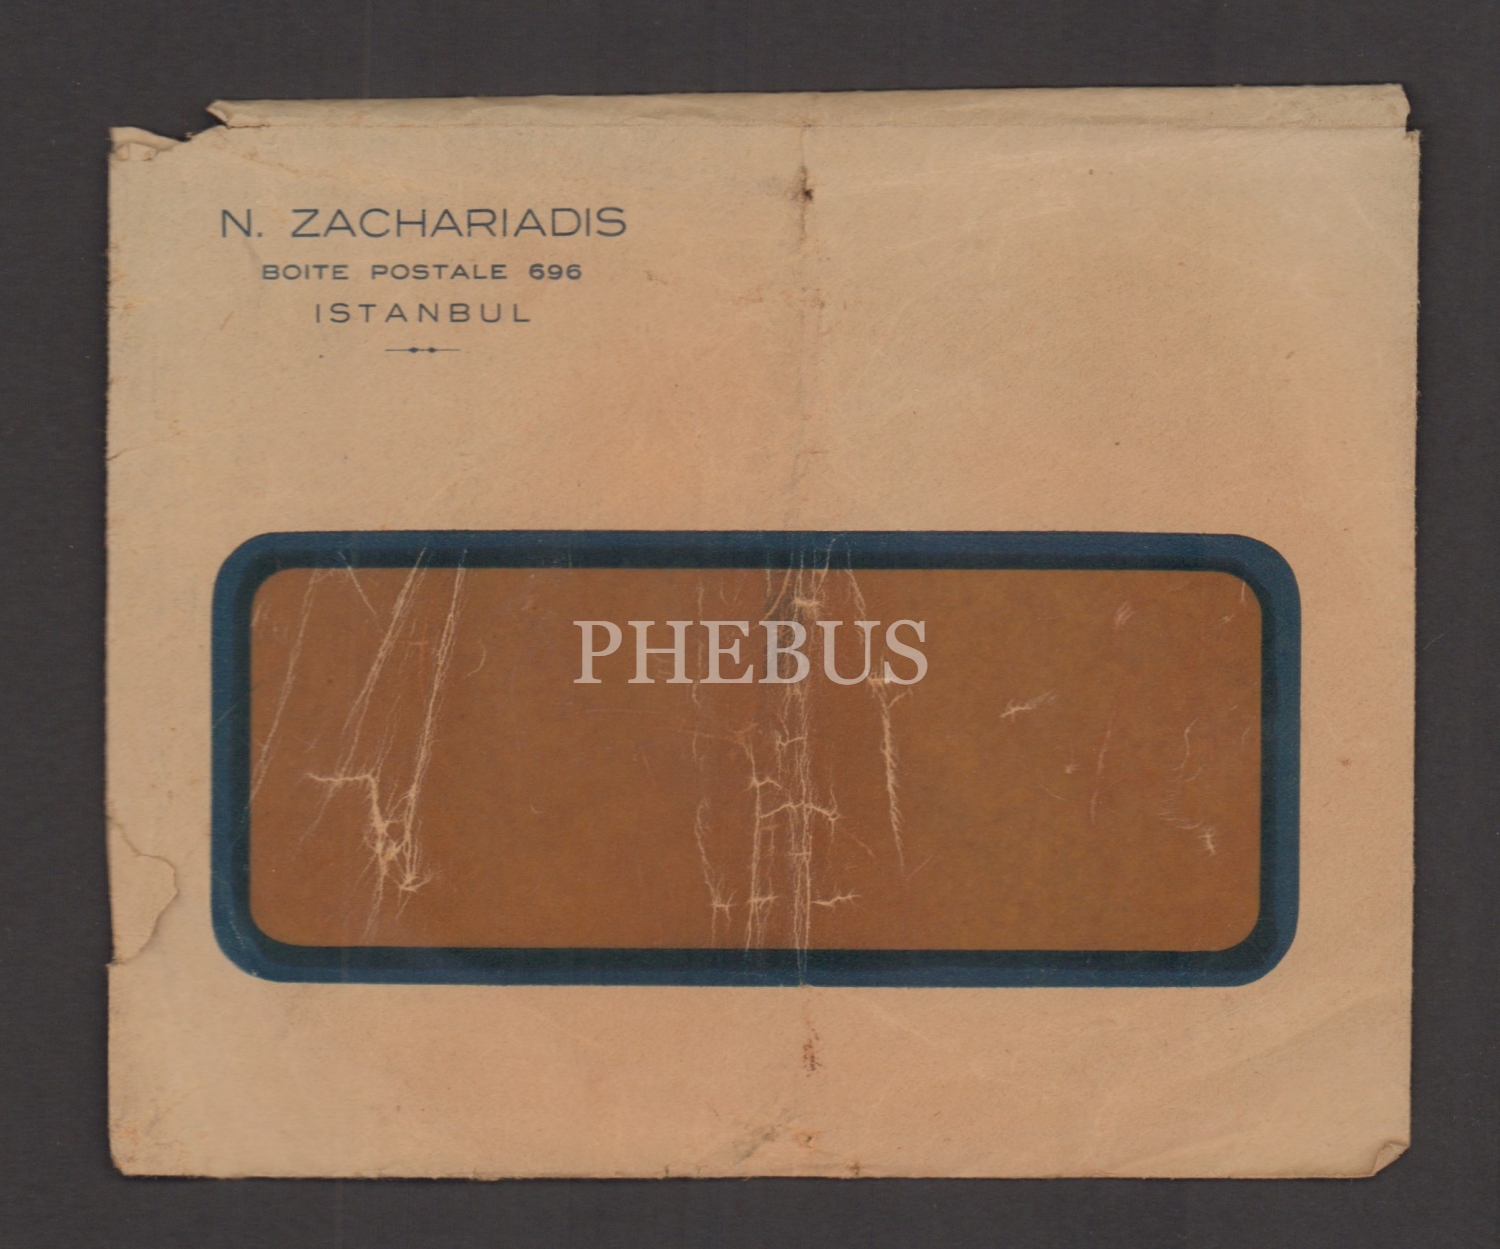 N. ZACHARIADIS
BOITE POSTALE 696
ISTANBUL
PHEBUS